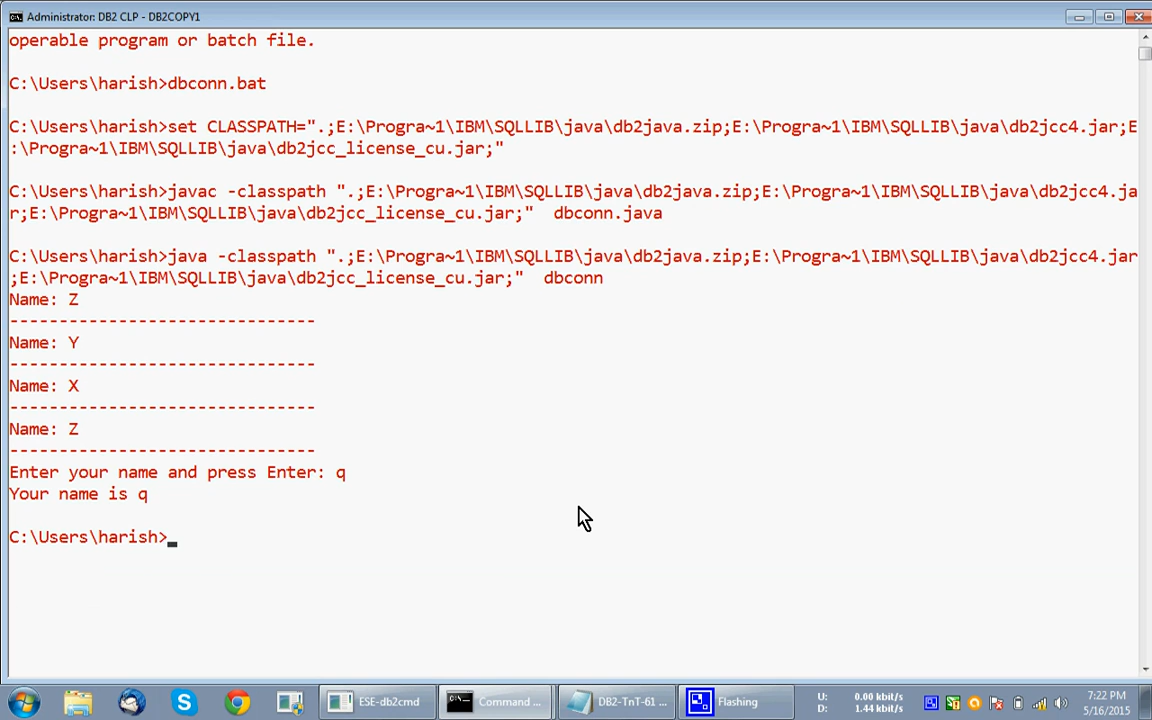 Administrator: DB2 CLP - DB2COPY1
operable program or batch file.
C:\Users\harish>dbconn.bat
C:\Users\harish>set CLASSPATH=".;E:\Progra~1\IBM\SQLLIB\java\db2java.zip;E:\Progra~1\IBM\SQLLIB\java\db2jcc4.jar;E
:\Progra~1\IBM\SQLLIB\java\db2jcc_license_cu.jar;"
C:\Users\harish>javac -classpath ".;E:\Progra~1\IBM\SQLLIB\java\db2java.zip;E:\Progra~1\IBM\SQLLIB\java\db2jcc4.ja
r;E:\Progra~1\IBM\SQLLIB\java\db2jcc_license_cu.jar;"  dbconn.java
C:\Users\harish>java -classpath ".;E:\Progra~1\IBM\SQLLIB\java\db2java.zip;E:\Progra~1\IBM\SQLLIB\java\db2jcc4.jar
;E:\Progra~1\IBM\SQLLIB\java\db2jcc_license_cu.jar;"  dbconn
Name: Z
-------------------------------
Name: Y
-------------------------------
Name: X
-------------------------------
Name: Z
-------------------------------
Enter your name and press Enter: q
Your name is q
C:\Users\harish>_
ESE-db2cmd
Command ...
DB2-TnT-61 ...
Flashing
U: 0.00 kbit/s
D: 1.44 kbit/s
7:22 PM
5/16/2015